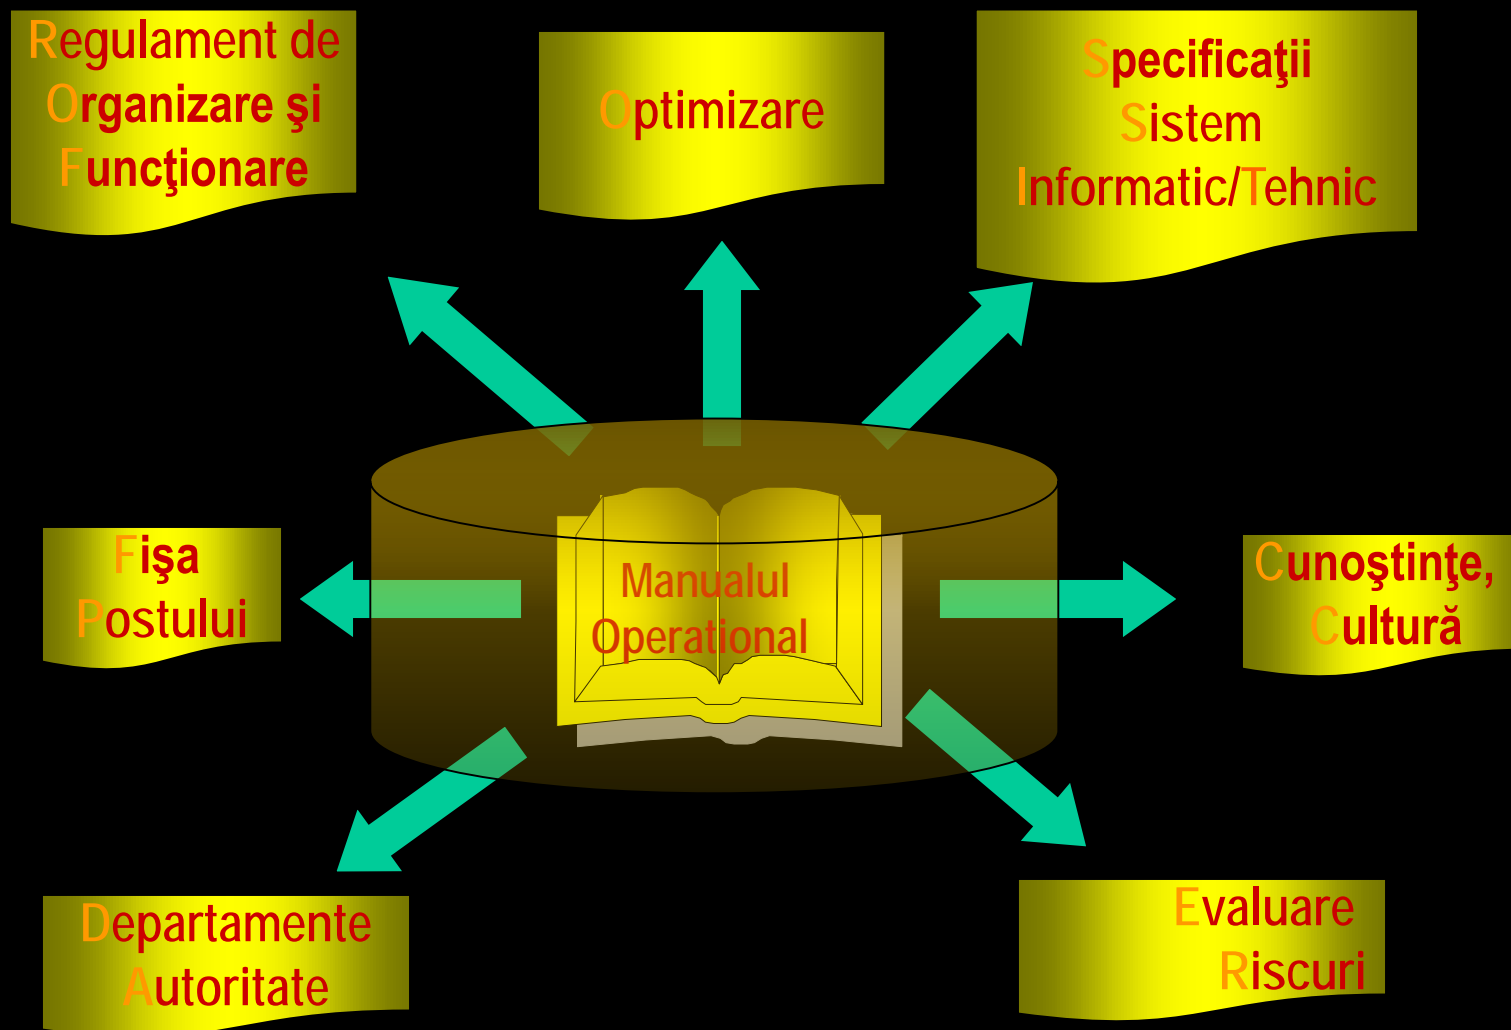 Regulament de
Organizare şi
Funcţionare
Optimizare
Specificaţii
Sistem
Informatic/Tehnic
Fişa
Postului
Manualul
Operational
Cunoştinţe,
Cultură
Departamente
Autoritate
Evaluare
Riscuri